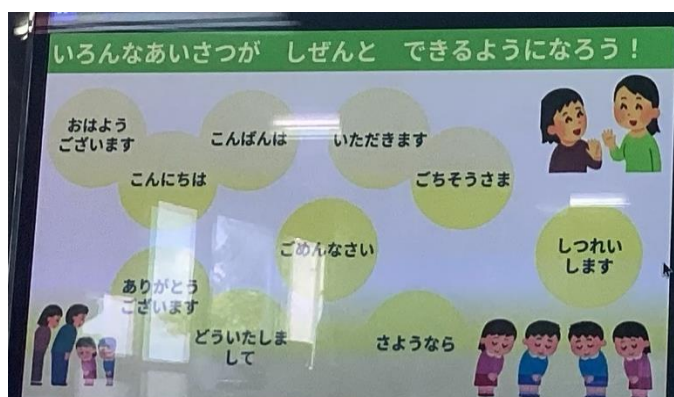 いろんなあいさつが　しぜんと　できるようになろう！
おはよう
ございます
こんにちは
こんばんは
いただきます
ごちそうさま
ごめんなさい
しつれい
します
ありがとう
ございます
どういたしま
して
さようなら